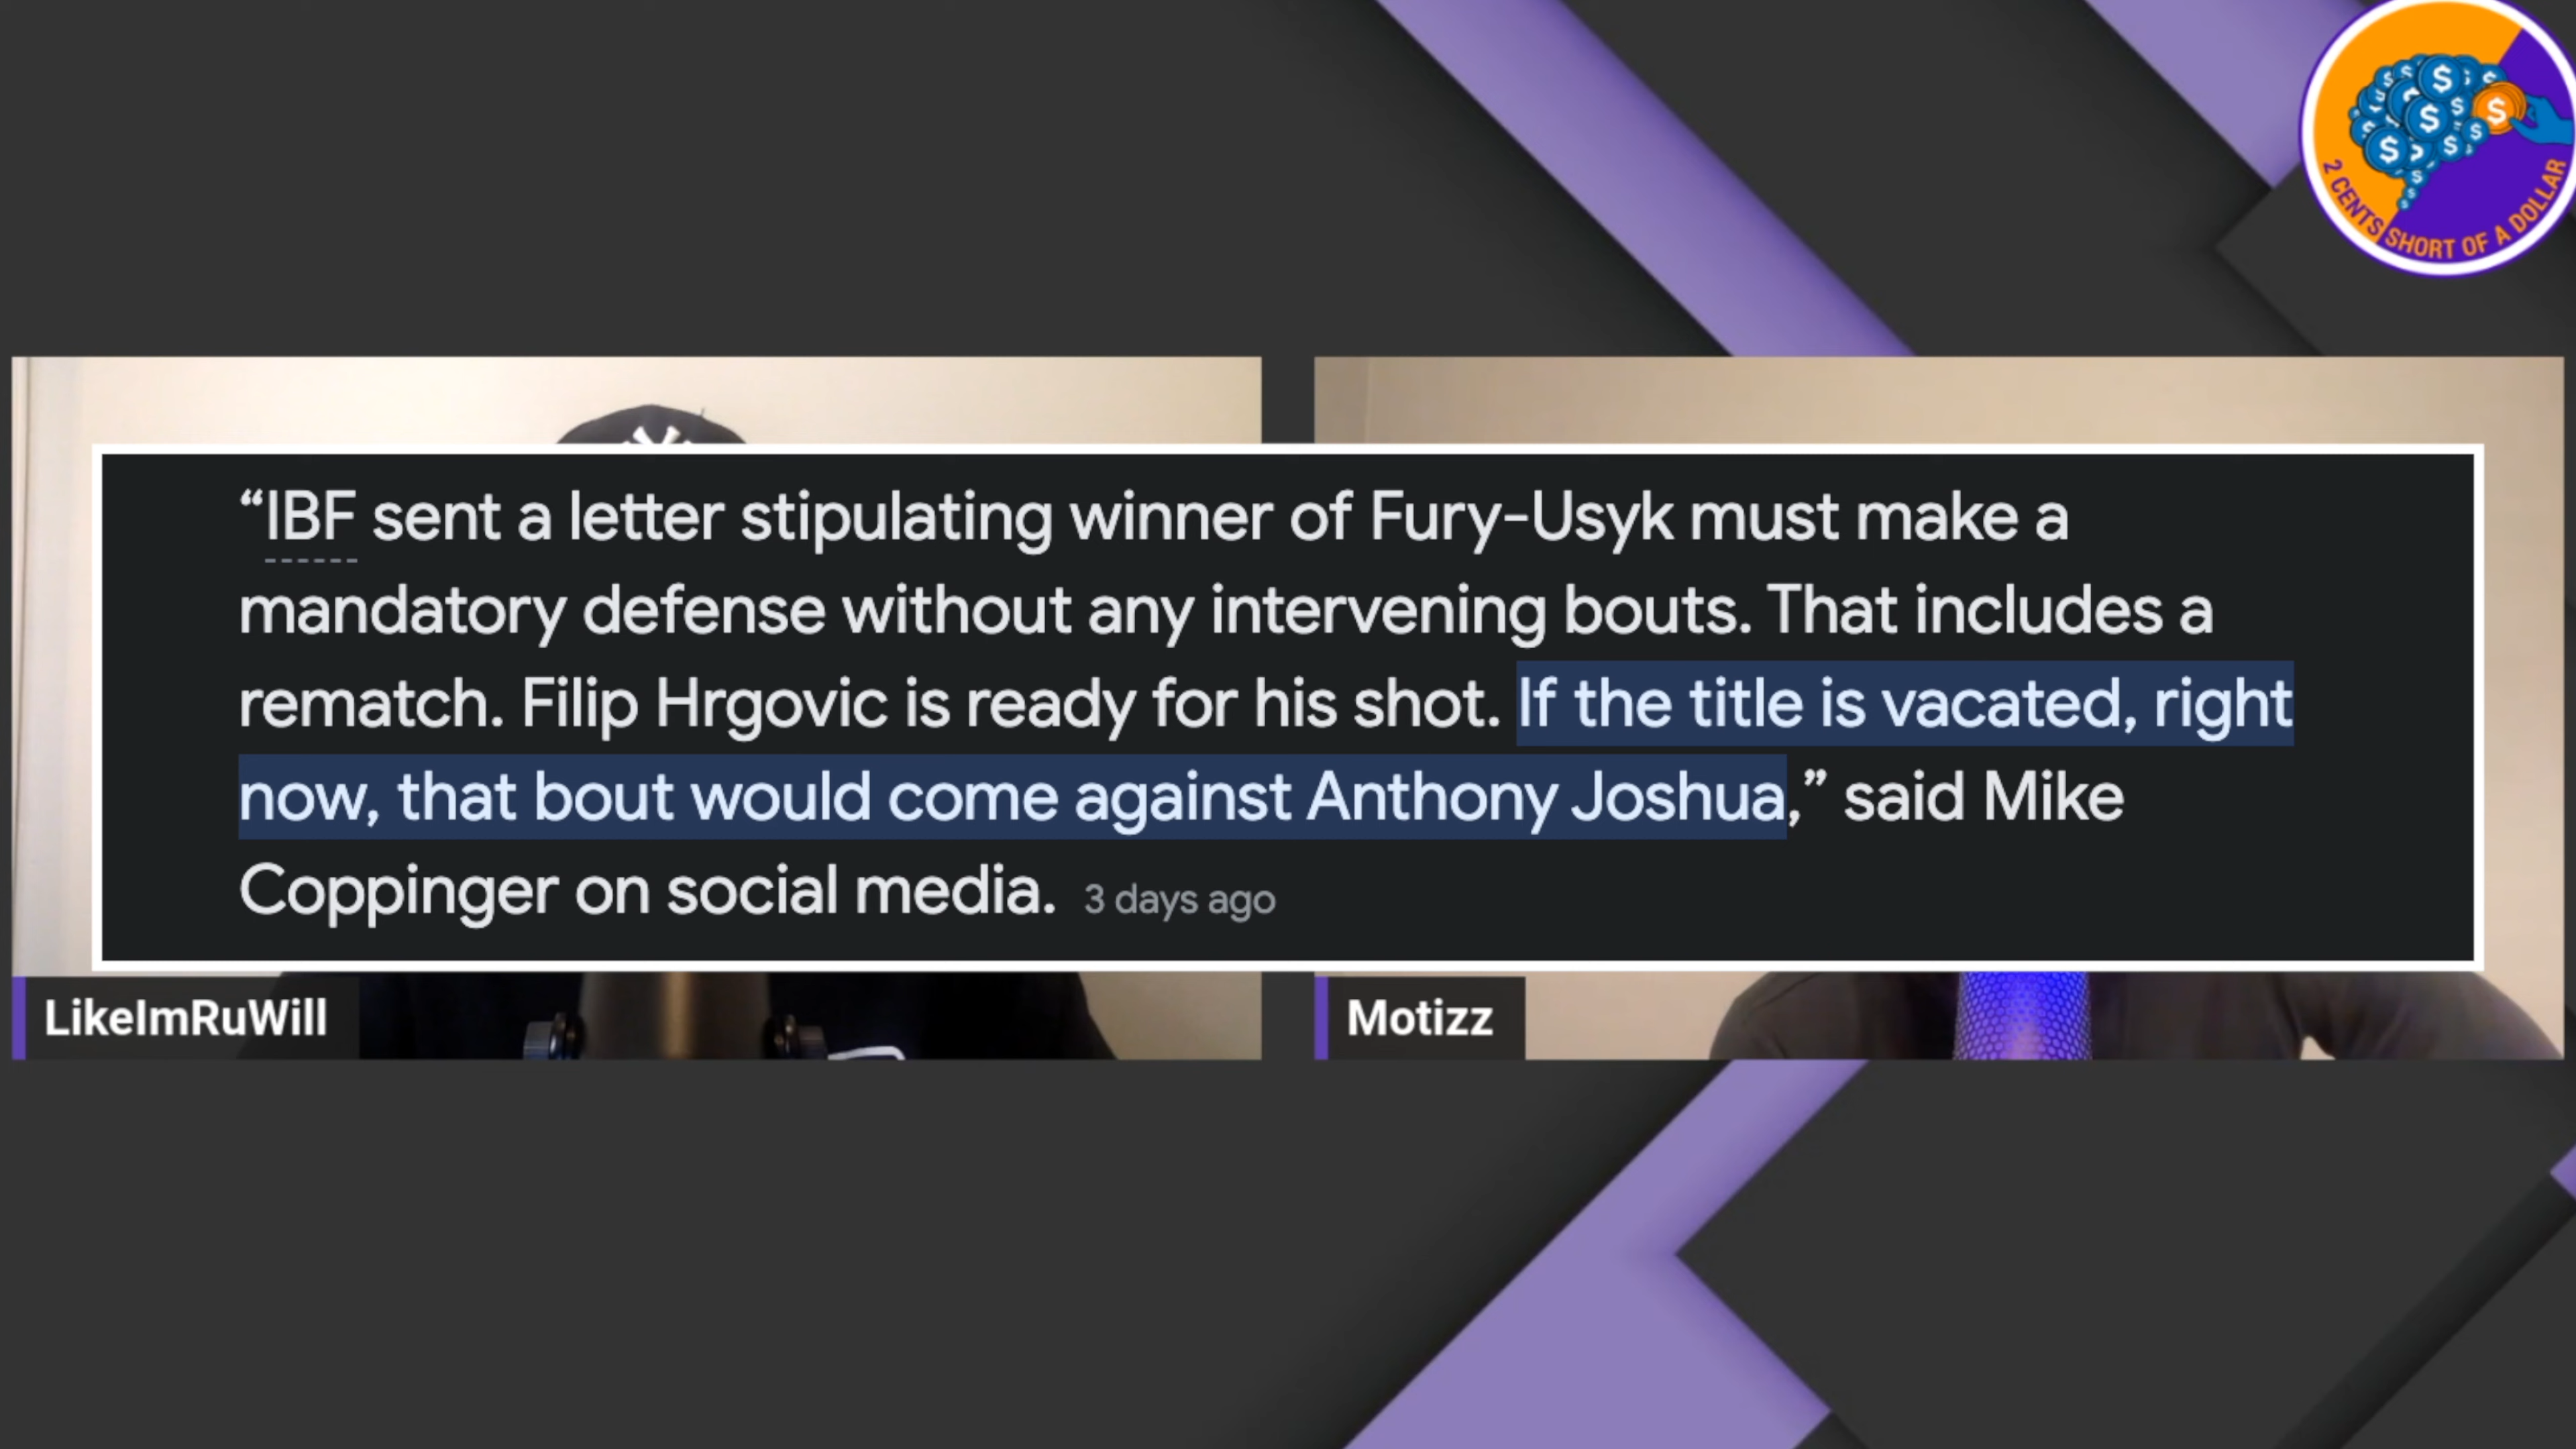 2 CENTS SHORT OF A DOLLAR
“IBF sent a letter stipulating winner of Fury-Usyk must make a
mandatory defense without any intervening bouts. That includes a
rematch. Filip Hrgovic is ready for his shot. If the title is vacated, right
now, that bout would come against Anthony Joshua,” said Mike
Coppinger on social media. 3 days ago
LikeImRuWill
Motizz